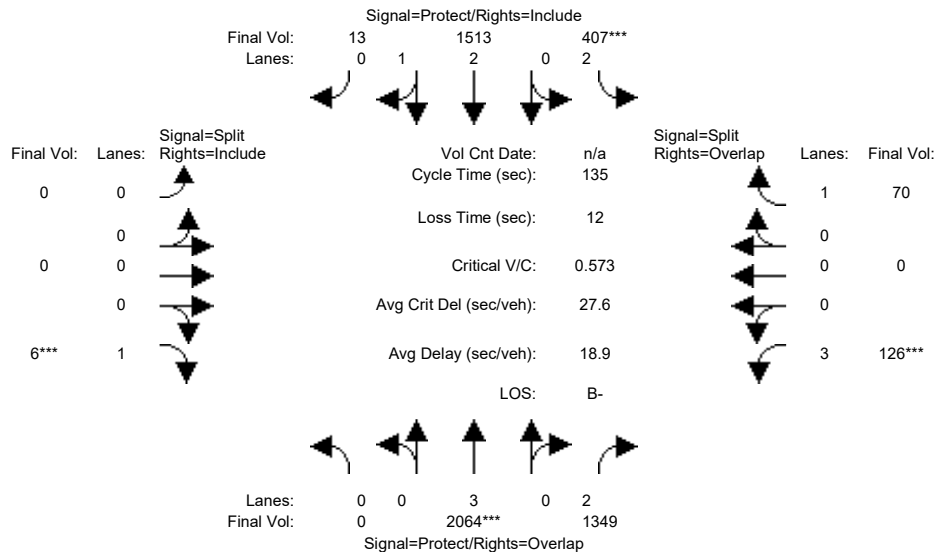 Signal=Protect/Rights=Include
Final Vol: 13 1513 407***
Lanes: 0 1 2 0 2
Signal=Split Signal=Split
Final Vol: Lanes: Rights=Include Vol Cnt Date: n/a Rights=Overlap Lanes: Final Vol:
Cycle Time (sec): 135
0 0 1 70
Loss Time (sec): 12
0 0
0 0 Critical V/C: 0.573 0 0
0 Avg Crit Del (sec/veh): 27.6 0
6*** 1 Avg Delay (sec/veh): 18.9 3 126***
LOS: B-
Lanes: 0 0 3 0 2
Final Vol: 0 2064*** 1349
Signal=Protect/Rights=Overlap